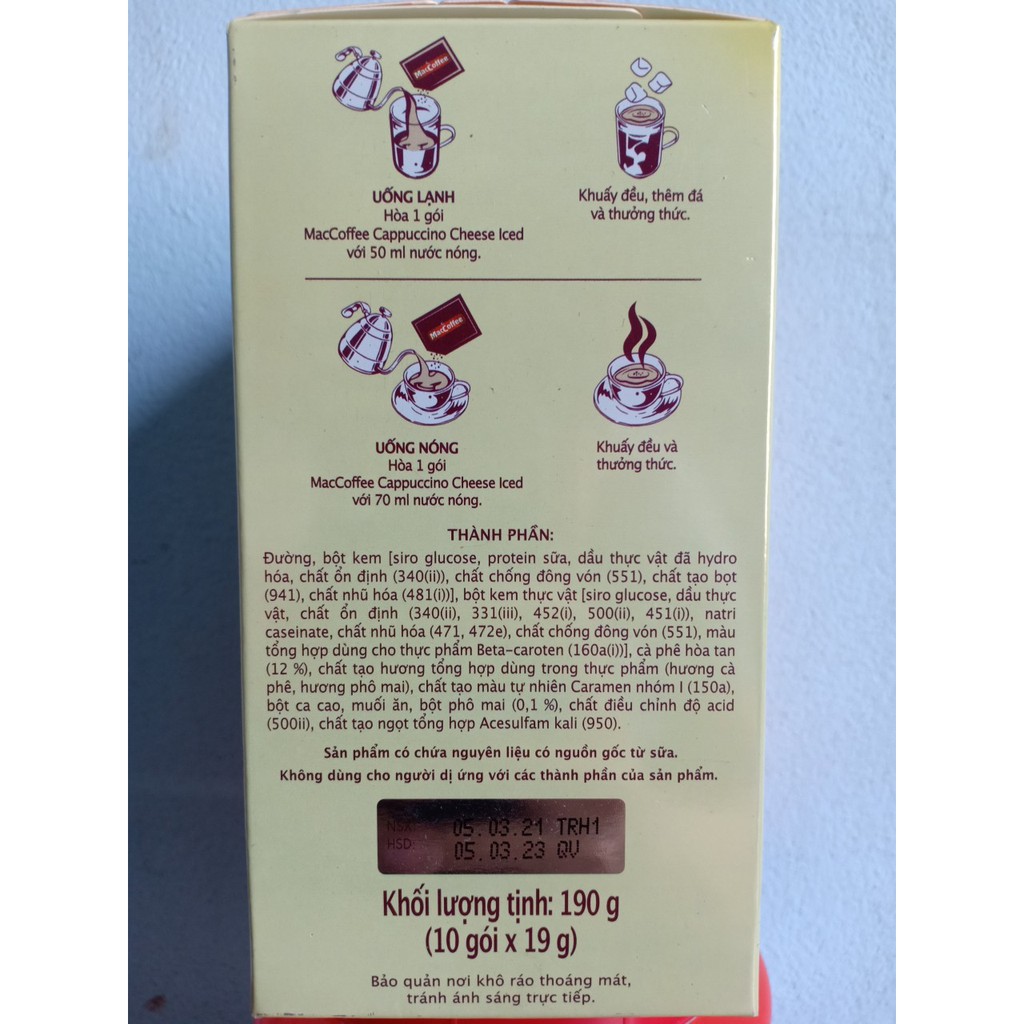 MacCoffee
UỐNG LẠNH
Hòa 1 gói
MacCoffee Cappuccino Cheese Iced
với 50 ml nước nóng.
Khuấy đều, thêm đá
và thưởng thức.
MacCoffee
UỐNG NÓNG
Hòa 1 gói
MacCoffee Cappuccino Cheese Iced
với 70 ml nước nóng.
Khuấy đều và
thưởng thức.
THÀNH PHẦN:
Đường, bột kem [siro glucose, protein sữa, dầu thực vật đã hydro
hóa, chất ổn định (340(ii)), chất chống đông vón (551), chất tạo bọt
(941), chất nhũ hóa (481(i))], bột kem thực vật [siro glucose, dầu thực
vật, chất ổn định (340(ii), 331(iii), 452(i), 500(ii), 451(i)), natri
caseinate, chất nhũ hóa (471, 472e), chất chống đông vón (551), màu
tổng hợp dùng cho thực phẩm Beta-caroten (160a(i))], cà phê hòa tan
(12 %), chất tạo hương tổng hợp dùng trong thực phẩm (hương cà
phê, hương phô mai), chất tạo màu tự nhiên Caramen nhóm I (150a),
bột ca cao, muối ăn, bột phô mai (0,1 %), chất điều chỉnh độ acid
(500ii), chất tạo ngọt tổng hợp Acesulfam kali (950).
Sản phẩm có chứa nguyên liệu có nguồn gốc từ sữa.
Không dùng cho người dị ứng với các thành phần của sản phẩm.
NSX: 05.03.21 TRH1
HSD: 05.03.23 QV
Khối lượng tịnh: 190 g
(10 gói x 19 g)
Bảo quản nơi khô ráo thoáng mát,
tránh ánh sáng trực tiếp.